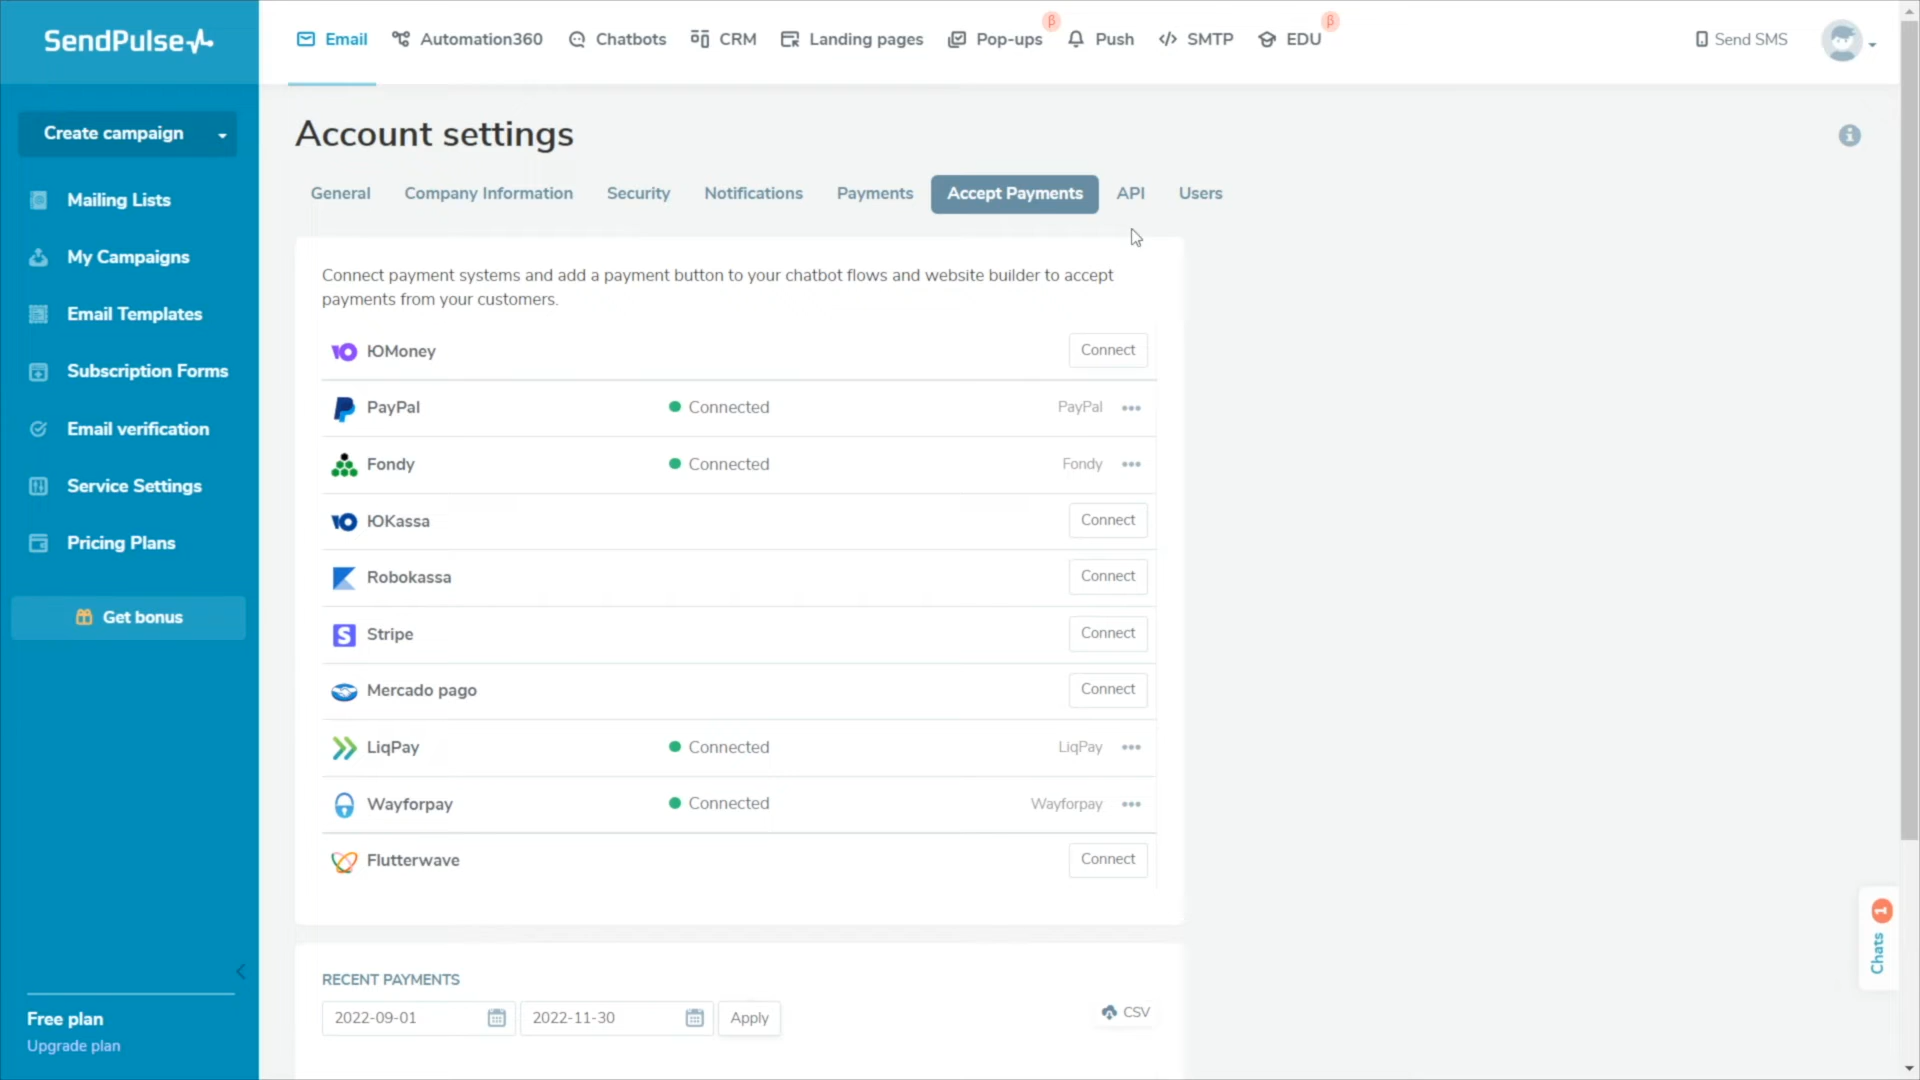 SendPulse
Email
Automation360
Chatbots
CRM
Landing pages
Pop-ups
β
Push
SMTP
EDU
β
Send SMS
Create campaign
Mailing Lists
My Campaigns
Email Templates
Subscription Forms
Email verification
Service Settings
Pricing Plans
Get bonus
Free plan
Upgrade plan
Account settings
General
Company Information
Security
Notifications
Payments
Accept Payments
API
Users
Connect payment systems and add a payment button to your chatbot flows and website builder to accept
payments from your customers.
ЮMoney
Connect
PayPal
Connected
PayPal
Fondy
Connected
Fondy
ЮKassa
Connect
Robokassa
Connect
Stripe
Connect
Mercado pago
Connect
LiqPay
Connected
LiqPay
Wayforpay
Connected
Wayforpay
Flutterwave
Connect
RECENT PAYMENTS
2022-09-01
2022-11-30
Apply
CSV
Chats
1